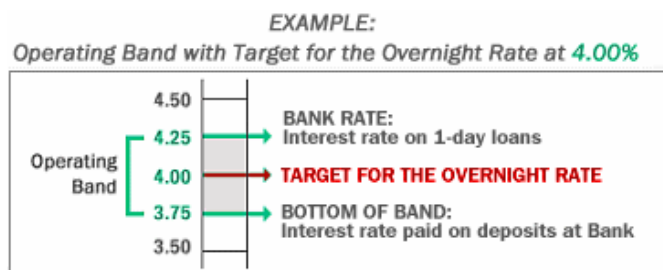 EXAMPLE:
Operating Band with Target for the Overnight Rate at 4.00%
4.50
BANK RATE:
4.25
Interest rate on 1-day loans
Operating
Band
4.00
TARGET FOR THE OVERNIGHT RATE
3.75
BOTTOM OF BAND:
Interest rate paid on deposits at Bank
3.50